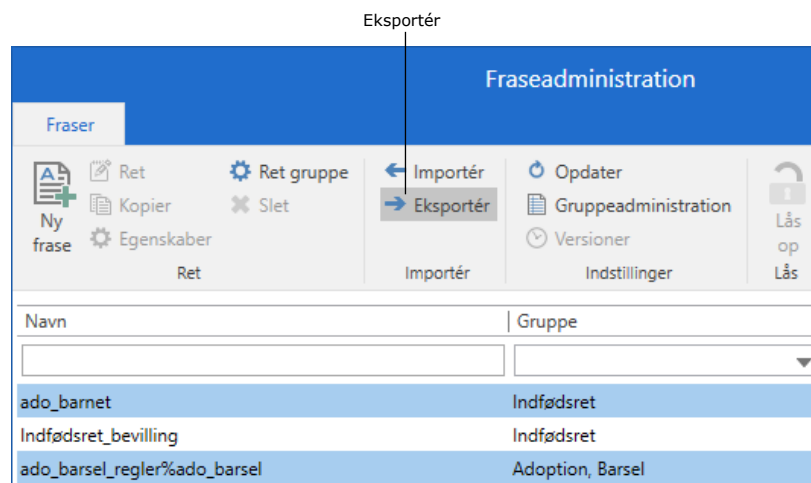 Eksportér
Fraseadministration
Fraser
Ny frase
Ret
Kopier
Egenskaber
Ret gruppe
Slet
Ret
Importér
Eksportér
Importér
Opdater
Gruppeadministration
Versioner
Indstillinger
Lås op
Lås
Navn Gruppe
ado_barnet Indfødsret
Indfødsret_bevilling Indfødsret
ado_barsel_regler%ado_barsel Adoption, Barsel